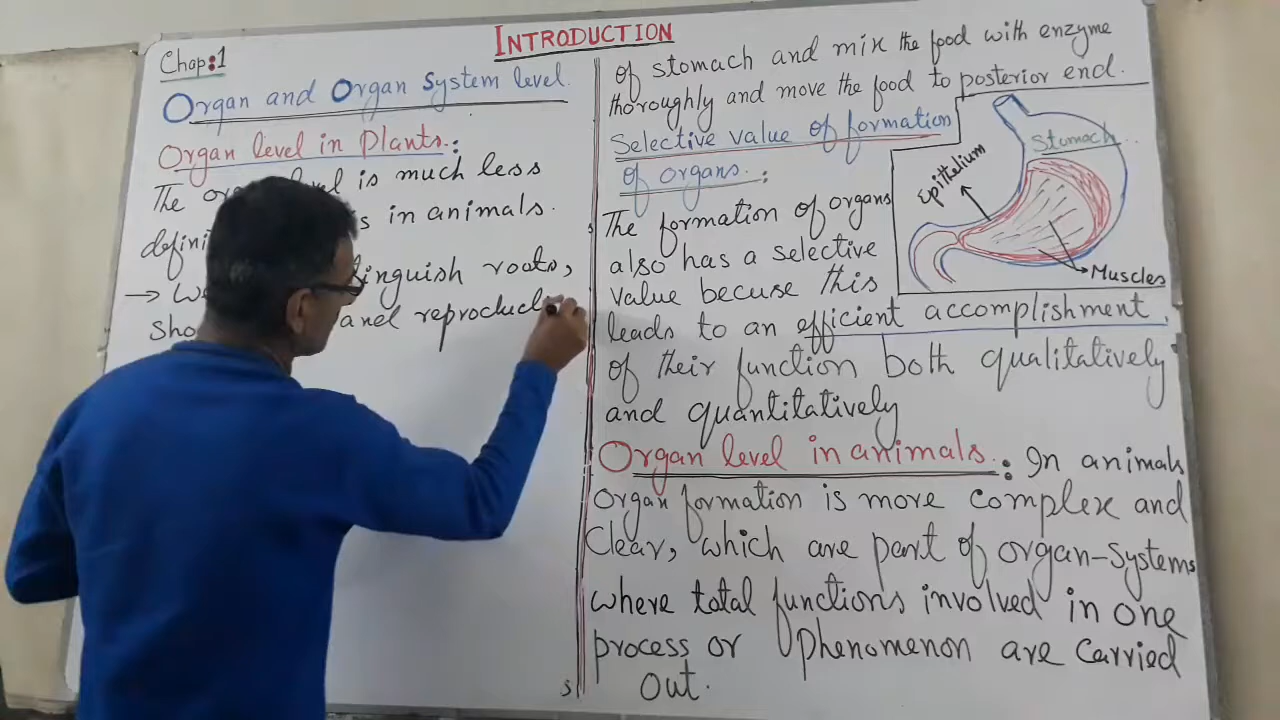 INTRODUCTION
Chap:1
Organ and Organ System level.
Organ level in Plants.:
The level is much less
in animals.
roots,
and
of stomach and mix the food with enzyme
thoroughly and move the food to posterior end.
Selective value of formation
of organs. :
The formation of organs
also has a selective
value becuse this
leads to an efficient accomplishment.
of their function both qualitatively
and quantitatively
Stomach
Epithelium
Muscles
Organ level in animals. : In animals
Organ formation is more complex and
Clear, which are part of organ-systems
where total functions involved in one
process or phenomenon are carried
out.